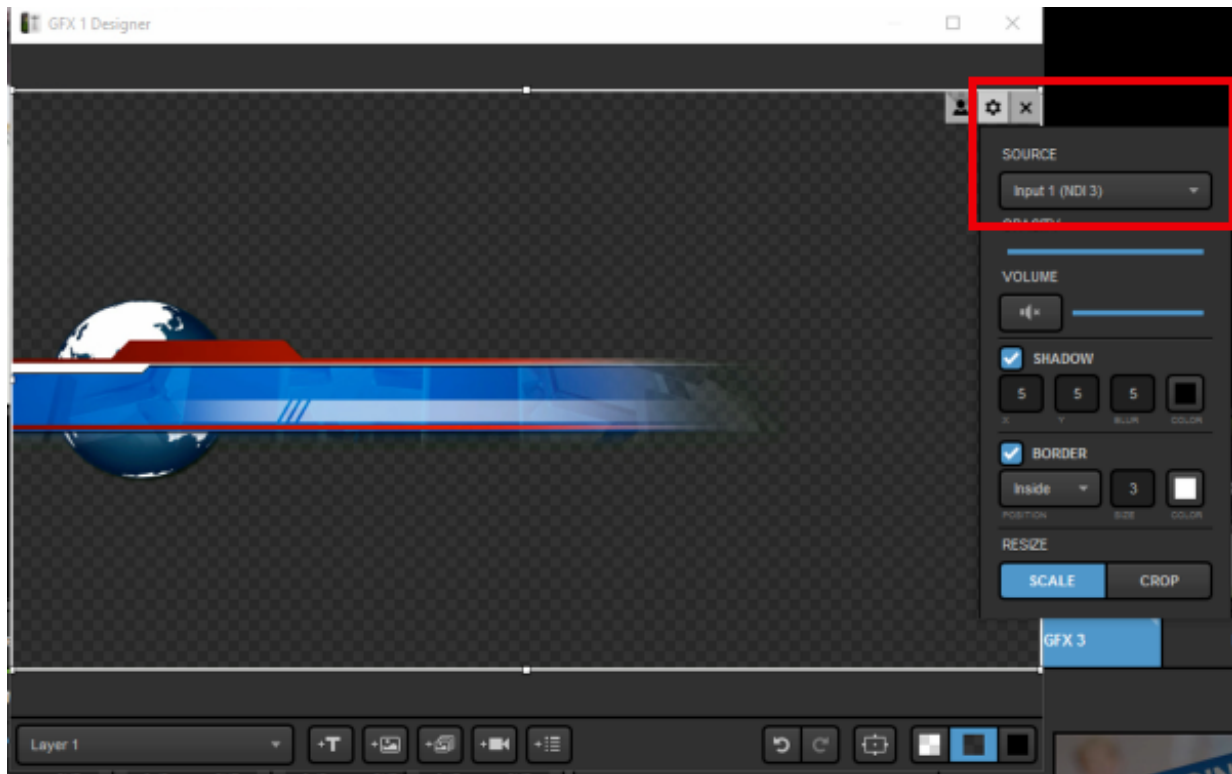 GFX 1 Designer
SOURCE
Input 1 (NDI 3)
OPACITY
VOLUME
SHADOW
5 5 5
X Y BLUR COLOR
BORDER
Inside 3
POSITION SIZE COLOR
RESIZE
SCALE CROP
GFX 3
Layer 1
+T